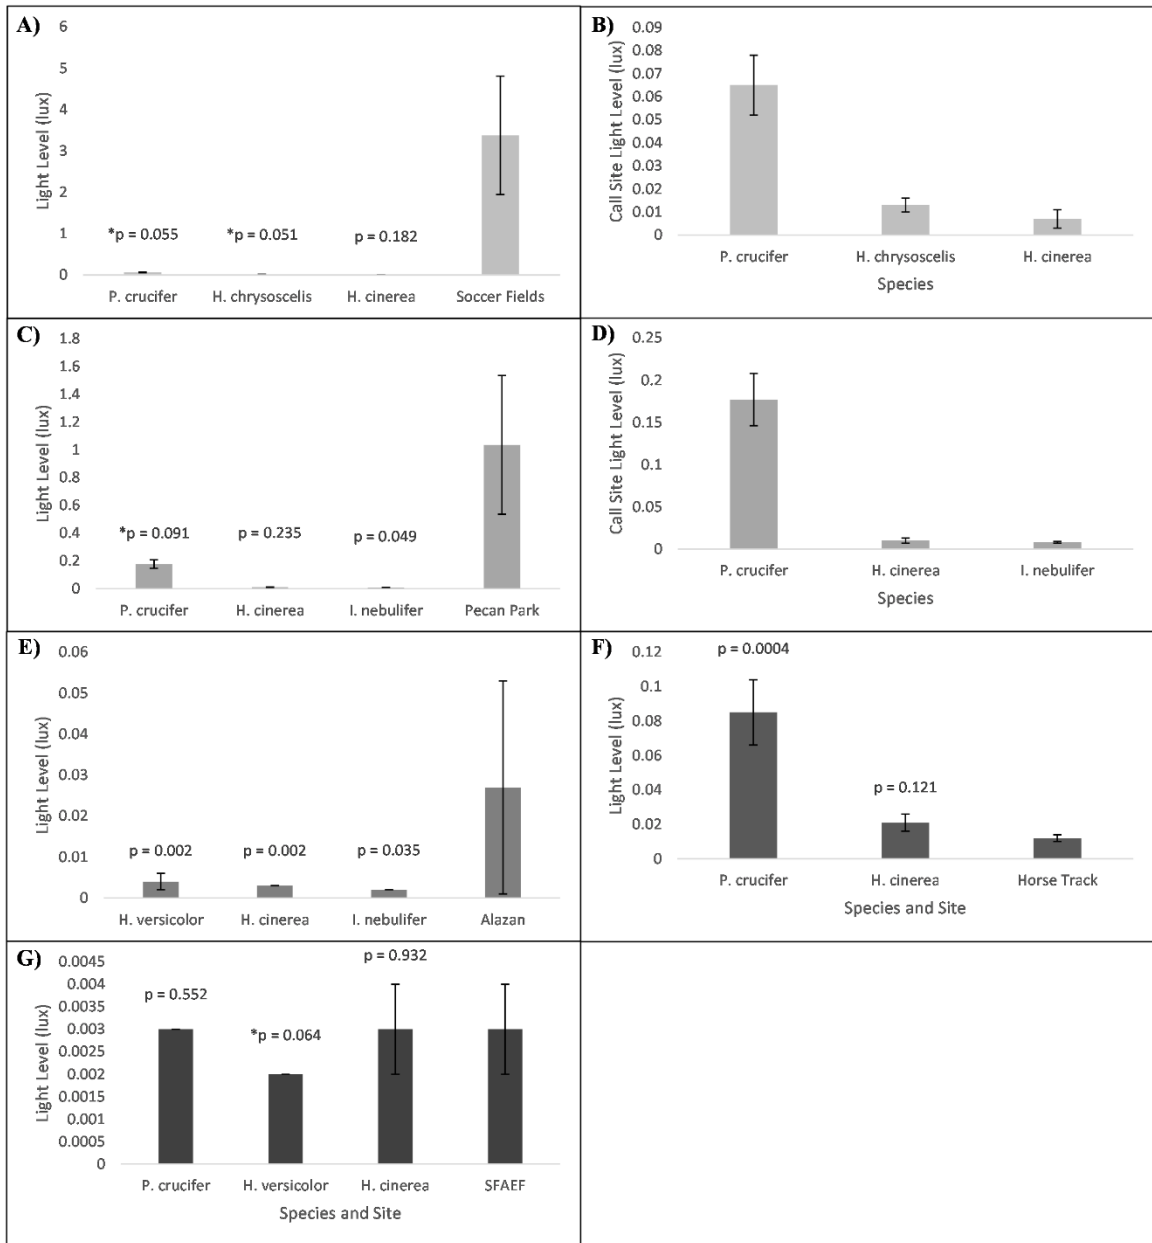 A)
Light Level (lux)
6
5
4
3
2
1
0
*p = 0.055
*p = 0.051
p = 0.182
P. crucifer
H. chrysoscelis
H. cinerea
Soccer Fields
B)
Call Site Light Level (lux)
0.09
0.08
0.07
0.06
0.05
0.04
0.03
0.02
0.01
0
P. crucifer
H. chrysoscelis
H. cinerea
Species
C)
Light Level (lux)
1.8
1.6
1.4
1.2
1
0.8
0.6
0.4
0.2
0
*p = 0.091
p = 0.235
p = 0.049
P. crucifer
H. cinerea
I. nebulifer
Pecan Park
D)
Call Site Light Level (lux)
0.25
0.2
0.15
0.1
0.05
0
P. crucifer
H. cinerea
I. nebulifer
Species
E)
Light Level (lux)
0.06
0.05
0.04
0.03
0.02
0.01
0
p = 0.002
p = 0.002
p = 0.035
H. versicolor
H. cinerea
I. nebulifer
Alazan
F)
Light Level (lux)
0.12
0.1
0.08
0.06
0.04
0.02
0
p = 0.0004
p = 0.121
P. crucifer
H. cinerea
Horse Track
Species and Site
G)
Light Level (lux)
0.0045
0.004
0.0035
0.003
0.0025
0.002
0.0015
0.001
0.0005
0
p = 0.552
*p = 0.064
p = 0.932
P. crucifer
H. versicolor
H. cinerea
SFAEF
Species and Site